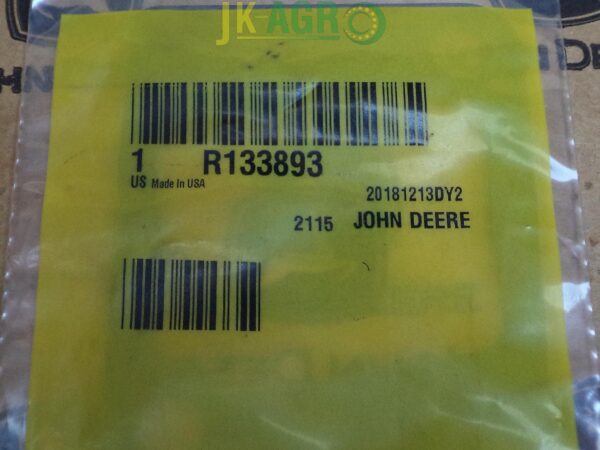 JK-AGRO
1 R133893
US Made In USA
20181213DY2
2115 JOHN DEERE